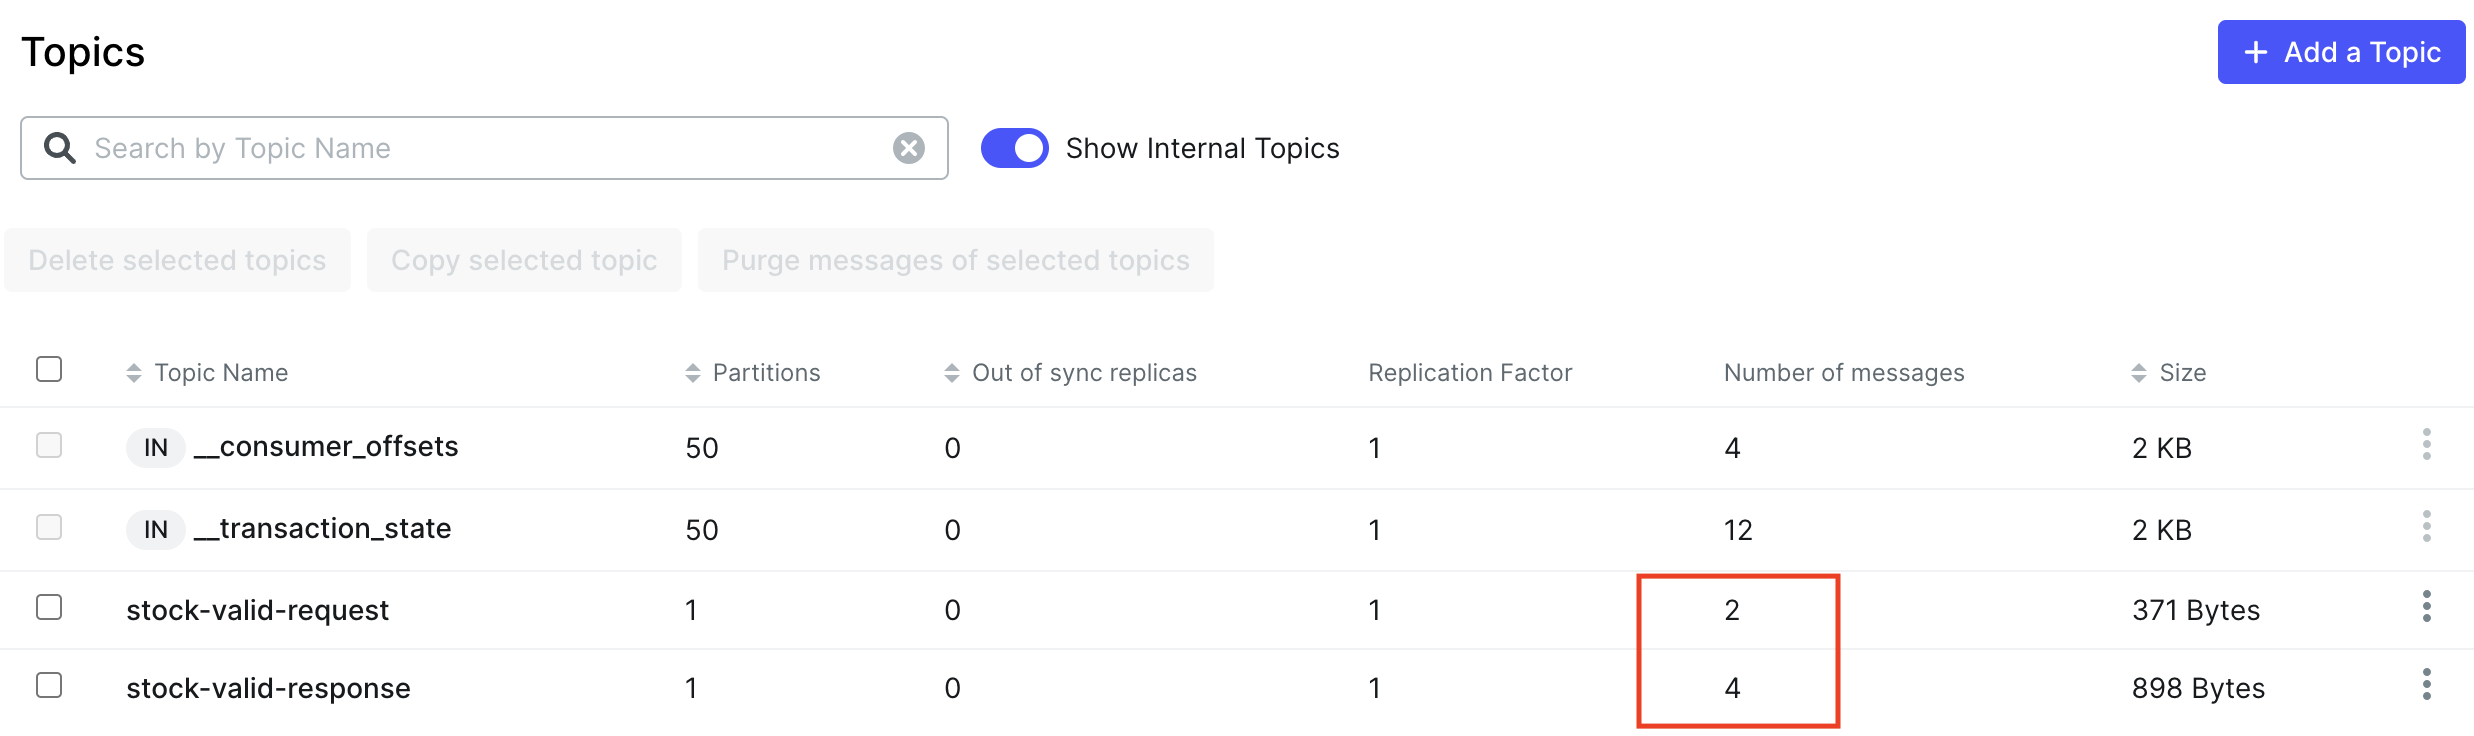 Topics
+ Add a Topic
Search by Topic Name
Show Internal Topics
Delete selected topics Copy selected topic Purge messages of selected topics
Topic Name Partitions Out of sync replicas Replication Factor Number of messages Size
IN __consumer_offsets 50 0 1 4 2 KB
IN __transaction_state 50 0 1 12 2 KB
stock-valid-request 1 0 1 2 371 Bytes
stock-valid-response 1 0 1 4 898 Bytes